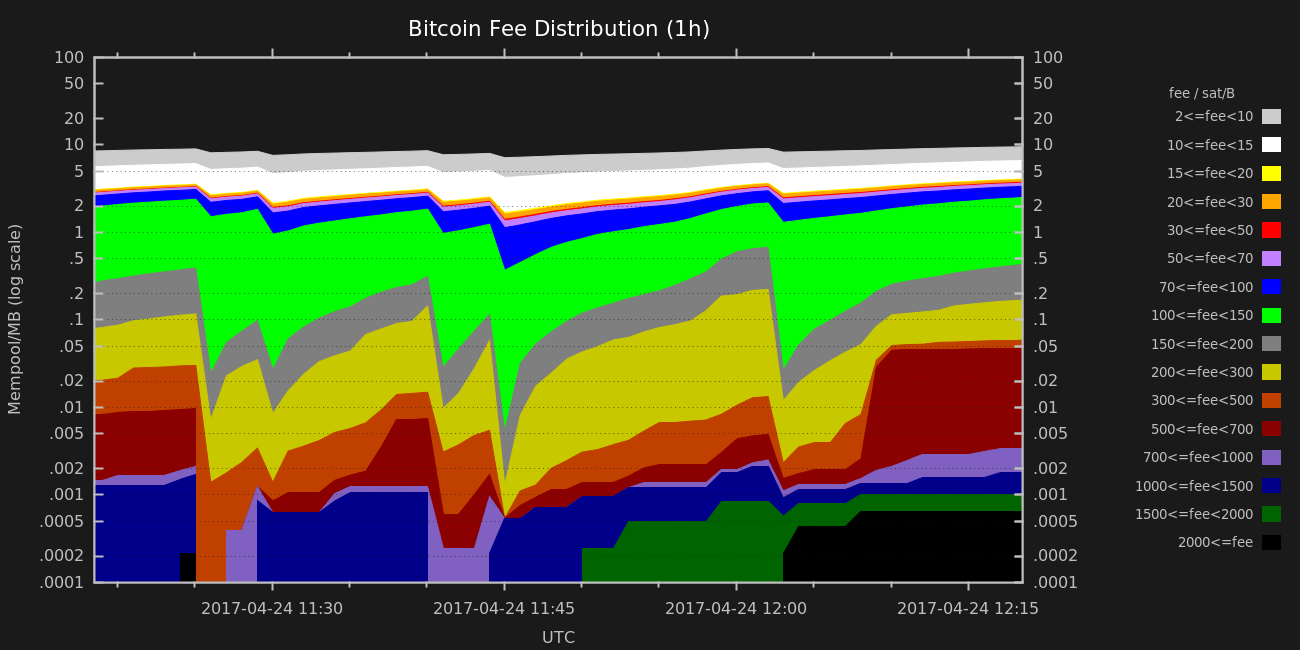 Bitcoin Fee Distribution (1h)
Mempool/MB (log scale)
100
50
20
10
5
2
1
.5
.2
.1
.05
.02
.01
.005
.002
.001
.0005
.0002
.0001
100
50
20
10
5
2
1
.5
.2
.1
.05
.02
.01
.005
.002
.001
.0005
.0002
.0001
2017-04-24 11:30
2017-04-24 11:45
2017-04-24 12:00
2017-04-24 12:15
UTC
fee / sat/B
2<=fee<10
10<=fee<15
15<=fee<20
20<=fee<30
30<=fee<50
50<=fee<70
70<=fee<100
100<=fee<150
150<=fee<200
200<=fee<300
300<=fee<500
500<=fee<700
700<=fee<1000
1000<=fee<1500
1500<=fee<2000
2000<=fee